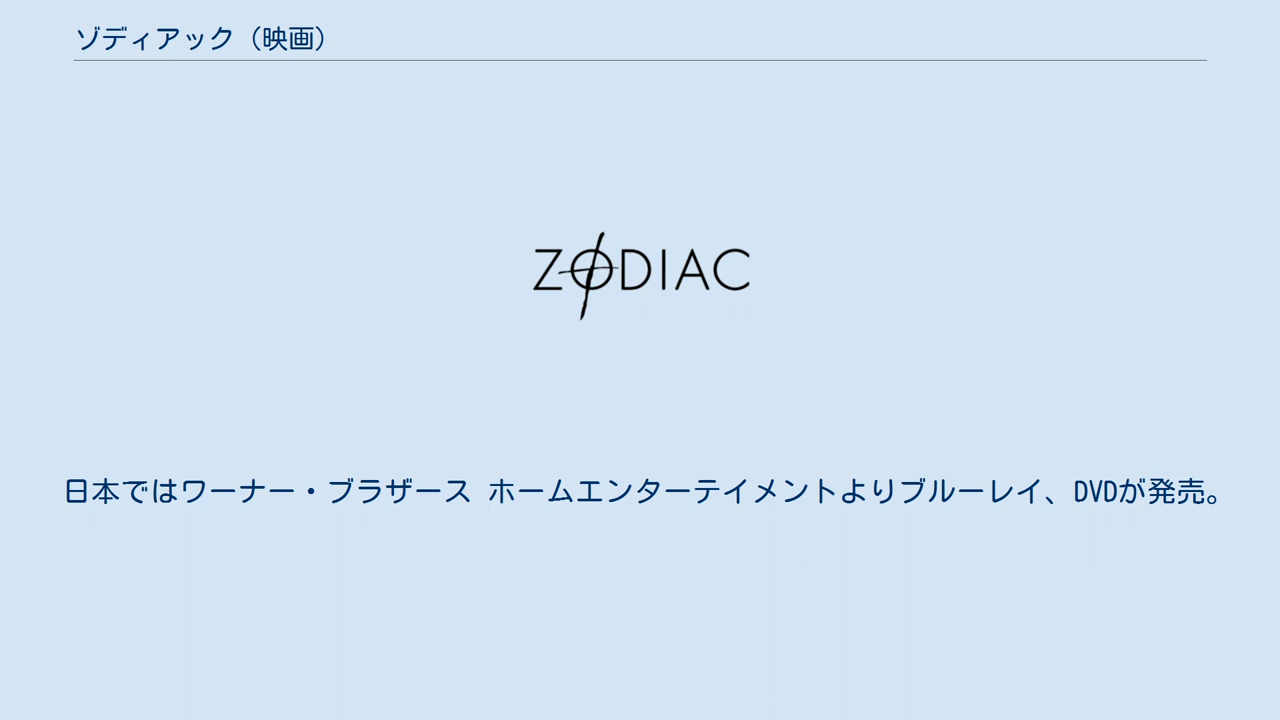 ゾディアック（映画）
ZODIAC
日本ではワーナー・ブラザース ホームエンターテイメントよりブルーレイ、DVDが発売。